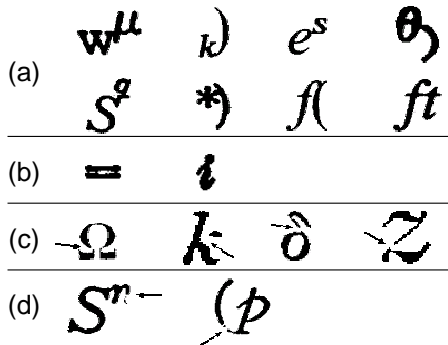 w^μ k) e^s θ)
(a)
S^q *) f( ft
(b) = i
(c) Ω k ô Z
(d) S^n (p